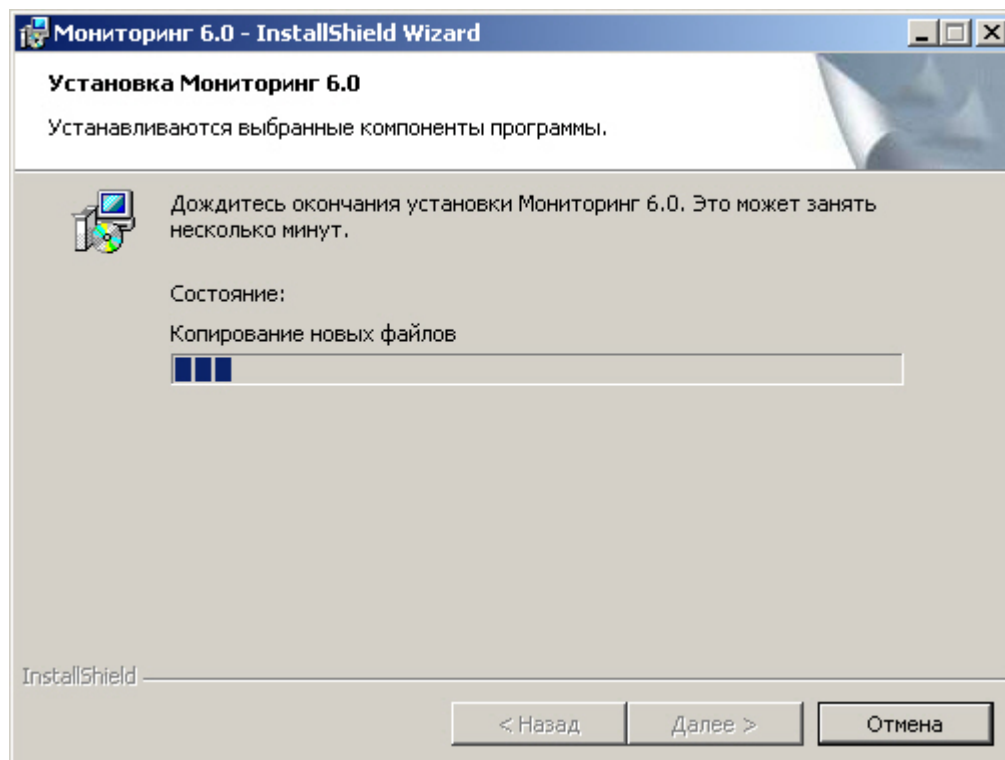 Мониторинг 6.0 - InstallShield Wizard
Установка Мониторинг 6.0
Устанавливаются выбранные компоненты программы.
Дождитесь окончания установки Мониторинг 6.0. Это может занять
несколько минут.
Состояние:
Копирование новых файлов
InstallShield
< Назад
Далее >
Отмена